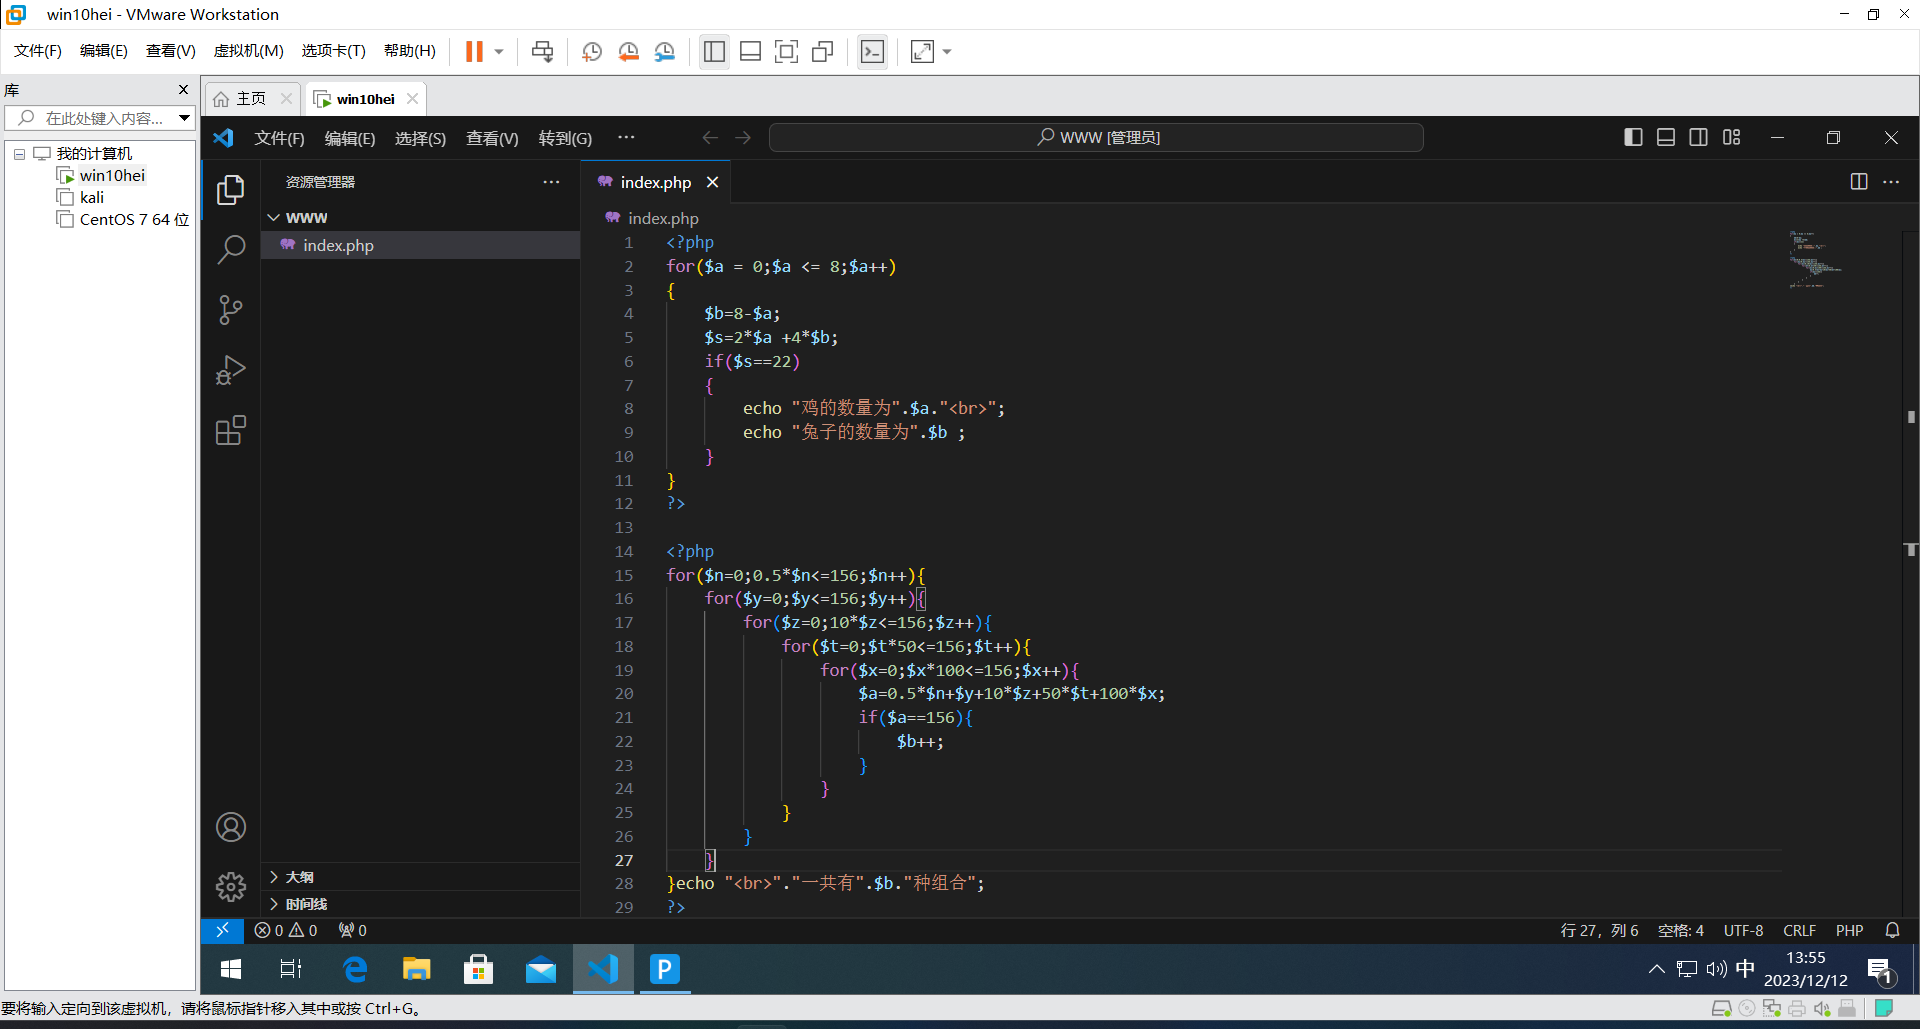 win10hei - VMware Workstation
文件(F) 编辑(E) 查看(V) 虚拟机(M) 选项卡(T) 帮助(H)
库
在此处键入内容...
我的计算机
win10hei
kali
CentOS 7 64 位
主页
win10hei
文件(F) 编辑(E) 选择(S) 查看(V) 转到(G) ···
WWW [管理员]
资源管理器
WWW
index.php
大纲
时间线
index.php
index.php
1 <?php
2 for($a = 0;$a <= 8;$a++)
3 {
4 $b=8-$a;
5 $s=2*$a +4*$b;
6 if($s==22)
7 {
8 echo "鸡的数量为".$a."<br>";
9 echo "兔子的数量为".$b ;
10 }
11 }
12 ?>
13
14 <?php
15 for($n=0;0.5*$n<=156;$n++){
16 for($y=0;$y<=156;$y++){
17 for($z=0;10*$z<=156;$z++){
18 for($t=0;$t*50<=156;$t++){
19 for($x=0;$x*100<=156;$x++){
20 $a=0.5*$n+$y+10*$z+50*$t+100*$x;
21 if($a==156){
22 $b++;
23 }
24 }
25 }
26 }
27 }
28 }echo "<br>"."一共有".$b."种组合";
29 ?>
0 0 0
行 27，列 6 空格: 4 UTF-8 CRLF PHP
P
中
13:55
2023/12/12
1
要将输入定向到该虚拟机，请将鼠标指针移入其中或按 Ctrl+G。